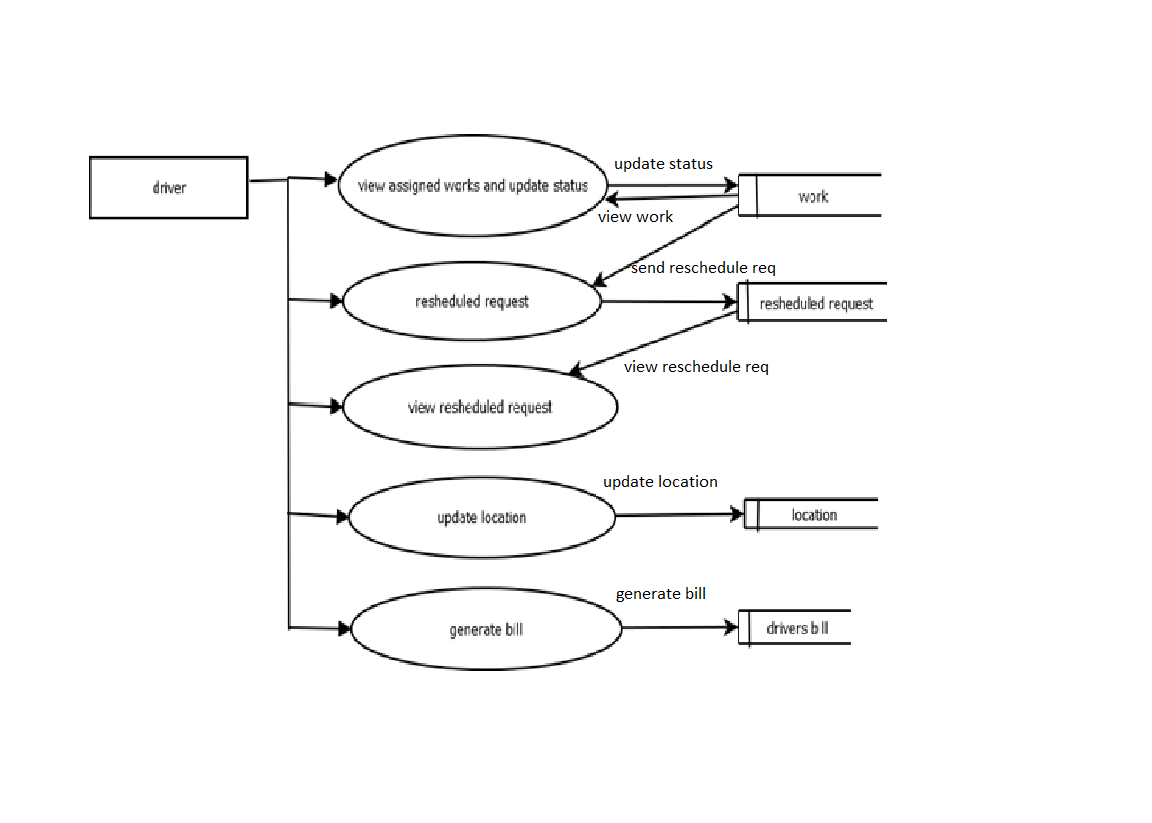 update status
driver
view assigned works and update status
work
view work
send reschedule req
resheduled request
resheduled request
view reschedule req
view resheduled request
update location
update location
location
generate bill
generate bill
drivers bill